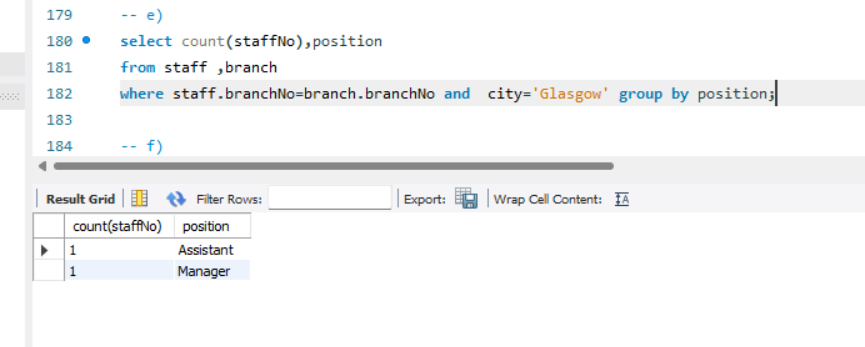 179 -- e)
180 select count(staffNo),position
181 from staff ,branch
182 where staff.branchNo=branch.branchNo and  city='Glasgow' group by position;
183
184 -- f)
Result Grid Filter Rows: Export: Wrap Cell Content: IA
count(staffNo) position
1 Assistant
1 Manager